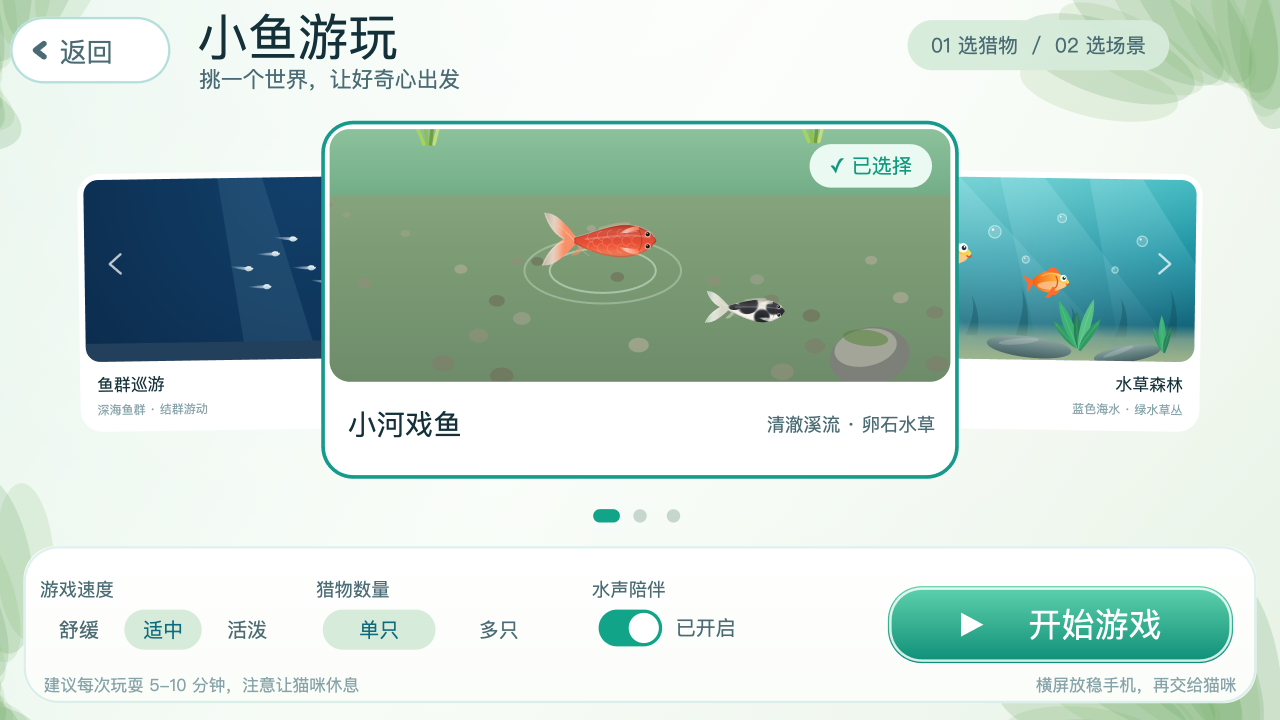 返回
小鱼游玩
挑一个世界，让好奇心出发
01 选猎物 / 02 选场景
已选择
鱼群巡游
深海鱼群 · 结群游动
小河戏鱼
清澈溪流 · 卵石水草
水草森林
蓝色海水 · 绿水草丛
游戏速度
舒缓 适中 活泼
猎物数量
单只 多只
水声陪伴
已开启
开始游戏
建议每次玩耍 5–10 分钟，注意让猫咪休息
横屏放稳手机，再交给猫咪